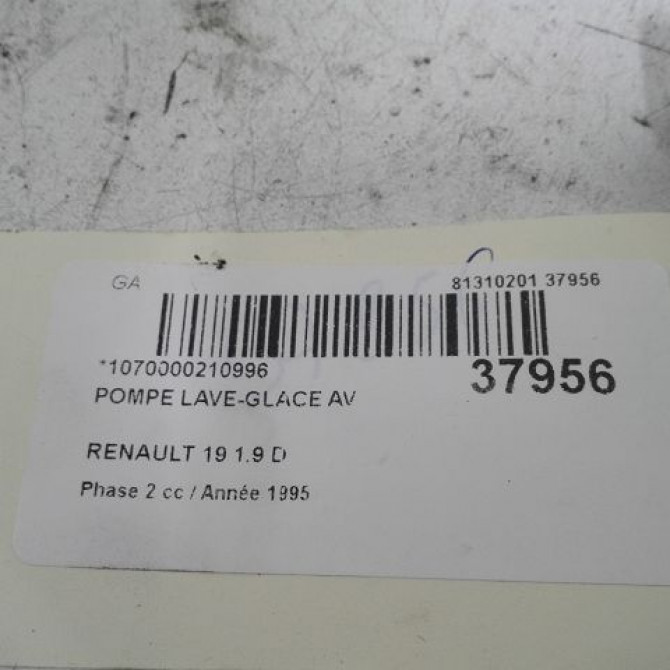 GA 81310201 37956
*1070000210996 37956
POMPE LAVE-GLACE AV
RENAULT 19 1.9 D
Phase 2 cc / Année 1995